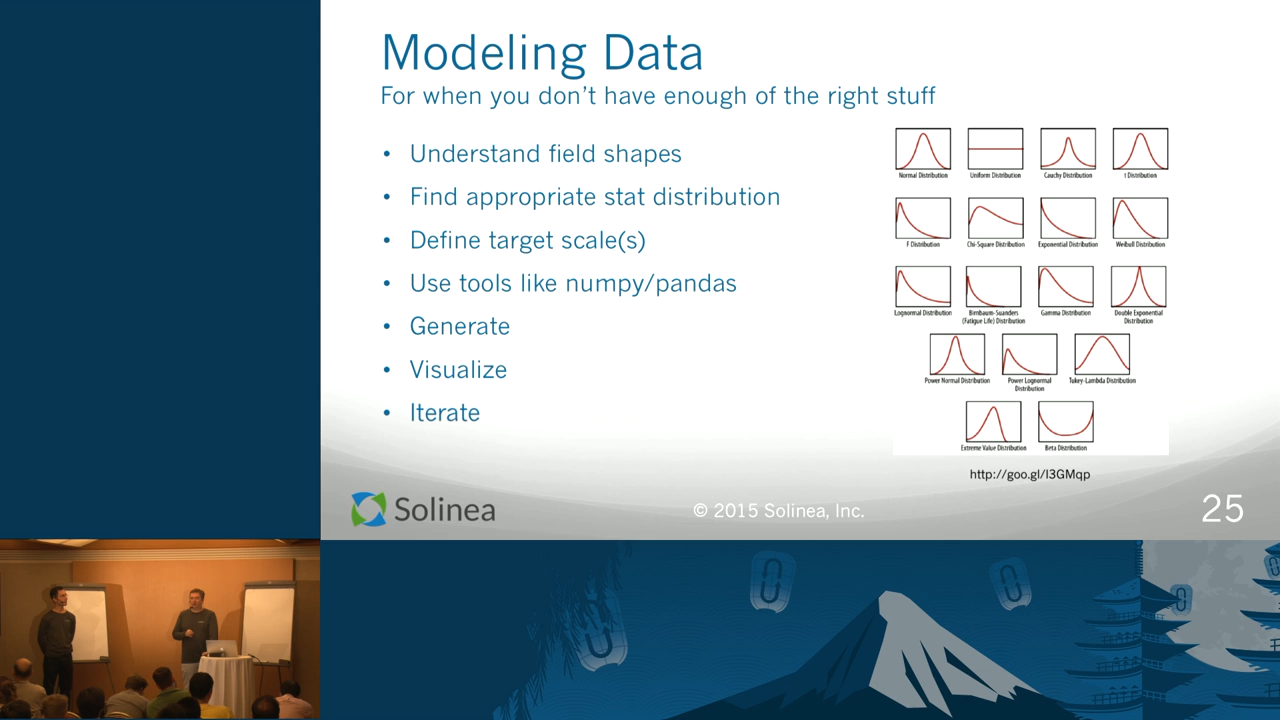 Modeling Data
For when you don't have enough of the right stuff
• Understand field shapes
• Find appropriate stat distribution
• Define target scale(s)
• Use tools like numpy/pandas
• Generate
• Visualize
• Iterate
Normal Distribution
Uniform Distribution
Cauchy Distribution
t Distribution
F Distribution
Chi-Square Distribution
Exponential Distribution
Weibull Distribution
Lognormal Distribution
Birnbaum-Saunders
(Fatigue Life) Distribution
Gamma Distribution
Double Exponential
Distribution
Power Normal Distribution
Power Lognormal
Distribution
Tukey-Lambda Distribution
Extreme Value Distribution
Beta Distribution
http://goo.gl/l3GMqp
Solinea
© 2015 Solinea, Inc.
25